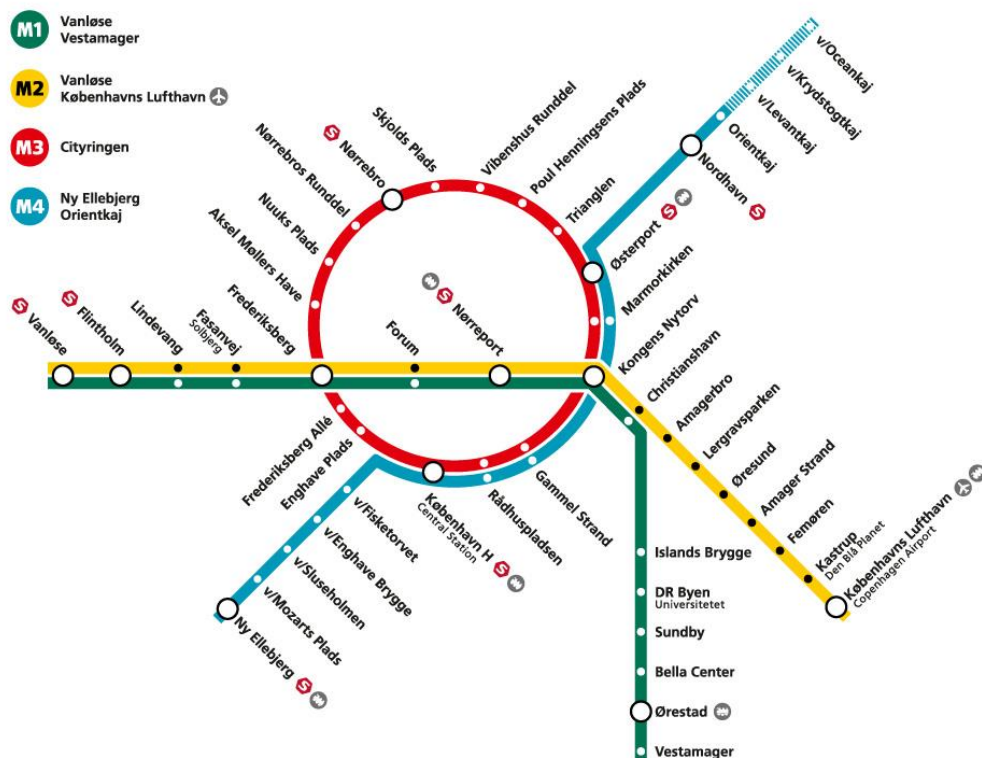 M1
Vanløse
Vestamager
M2
Vanløse
Københavns Lufthavn
M3
Cityringen
M4
Ny Ellebjerg
Orientkaj
v/Oceankaj
v/Krydstogtkaj
v/Levantkaj
Orientkaj
Nordhavn
S
Østerport
S
Marmorkirken
Trianglen
Poul Henningsens Plads
Vibenshus Runddel
Skjolds Plads
S
Nørrebro
Nørrebros Runddel
Nuuks Plads
Aksel Møllers Have
S
Vanløse
S
Flintholm
Lindevang
Fasanvej
Solbjerg
Frederiksberg
Forum
S
Nørreport
Kongens Nytorv
Christianshavn
Amagerbro
Lergravsparken
Øresund
Amager Strand
Femøren
Kastrup
Den Blå Planet
Københavns Lufthavn
Copenhagen Airport
Frederiksberg Allé
Enghave Plads
København H
Central Station
S
Rådhuspladsen
Gammel Strand
v/Fisketorvet
v/Enghave Brygge
v/Sluseholmen
v/Mozarts Plads
Ny Ellebjerg
S
Islands Brygge
DR Byen
Universitetet
Sundby
Bella Center
Ørestad
Vestamager